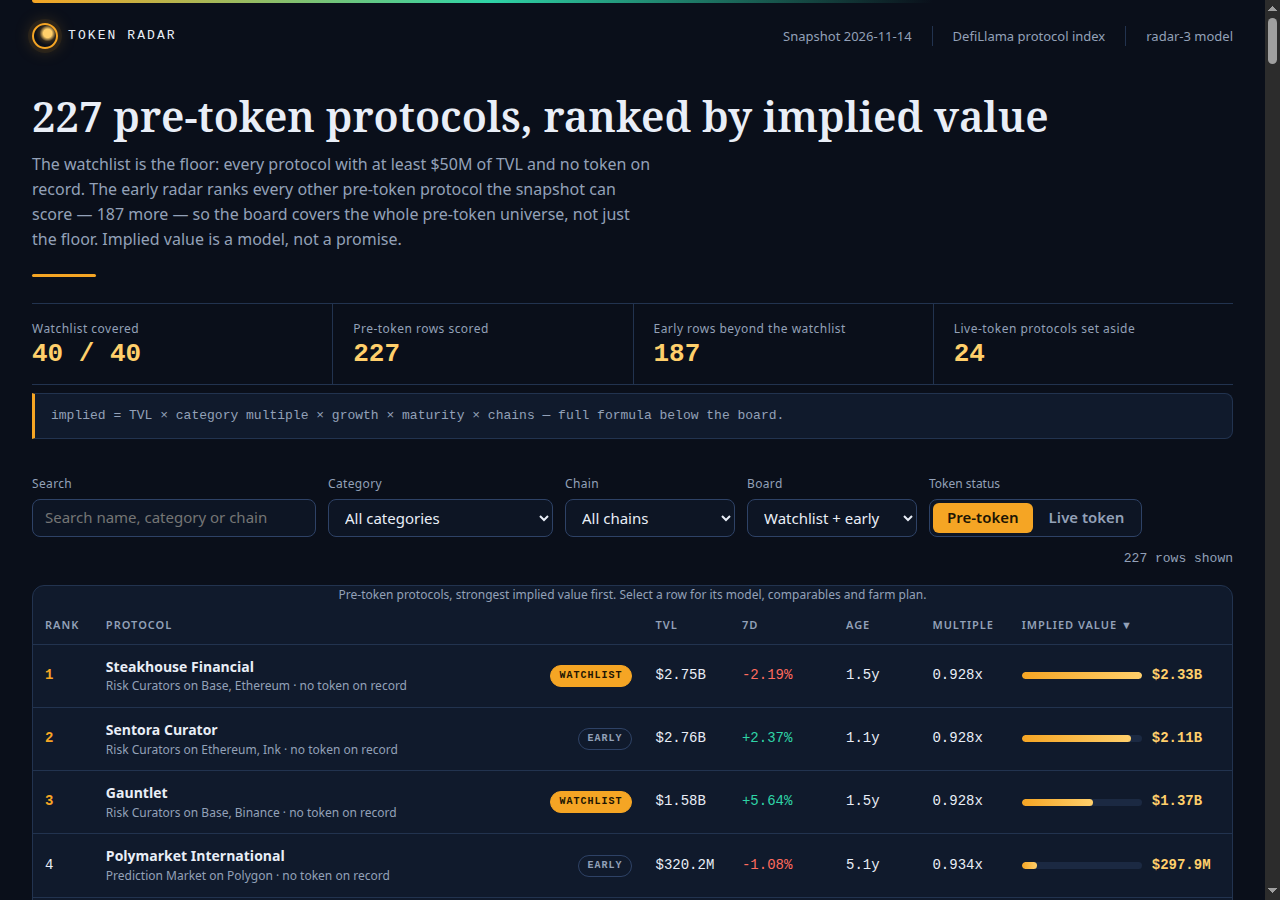 TOKEN RADAR
Snapshot 2026-11-14
DefiLlama protocol index
radar-3 model
227 pre-token protocols, ranked by implied value
The watchlist is the floor: every protocol with at least $50M of TVL and no token on
record. The early radar ranks every other pre-token protocol the snapshot can
score — 187 more — so the board covers the whole pre-token universe, not just
the floor. Implied value is a model, not a promise.
Watchlist covered
40 / 40
Pre-token rows scored
227
Early rows beyond the watchlist
187
Live-token protocols set aside
24
implied = TVL × category multiple × growth × maturity × chains — full formula below the board.
Search
Search name, category or chain
Category
All categories
Chain
All chains
Board
Watchlist + early
Token status
Pre-token
Live token
227 rows shown
Pre-token protocols, strongest implied value first. Select a row for its model, comparables and farm plan.
RANK PROTOCOL TVL 7D AGE MULTIPLE IMPLIED VALUE ▼
1 Steakhouse Financial WATCHLIST $2.75B -2.19% 1.5y 0.928x $2.33B
Risk Curators on Base, Ethereum · no token on record
2 Sentora Curator EARLY $2.76B +2.37% 1.1y 0.928x $2.11B
Risk Curators on Ethereum, Ink · no token on record
3 Gauntlet WATCHLIST $1.58B +5.64% 1.5y 0.928x $1.37B
Risk Curators on Base, Binance · no token on record
4 Polymarket International EARLY $320.2M -1.08% 5.1y 0.934x $297.9M
Prediction Market on Polygon · no token on record